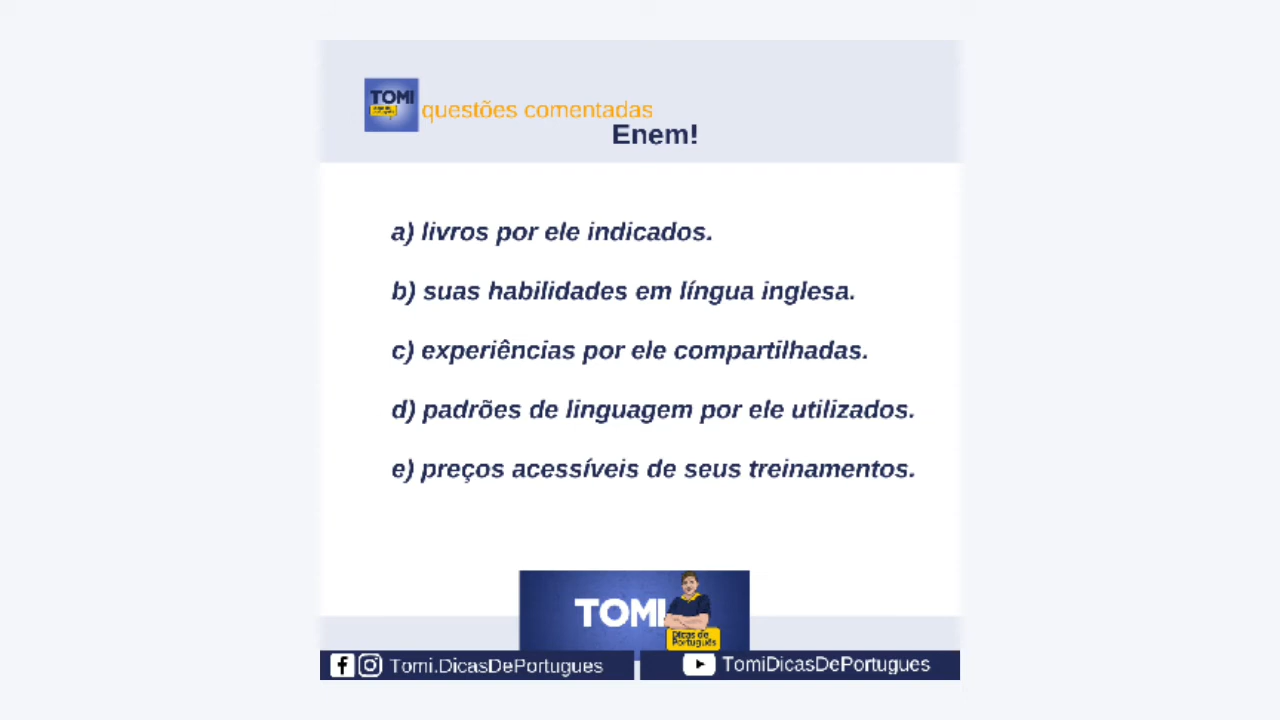 TOMI
questões comentadas
Enem!
a) livros por ele indicados.
b) suas habilidades em língua inglesa.
c) experiências por ele compartilhadas.
d) padrões de linguagem por ele utilizados.
e) preços acessíveis de seus treinamentos.
TOMI
Dicas de
Português
Tomi.DicasDePortugues
TomiDicasDePortugues